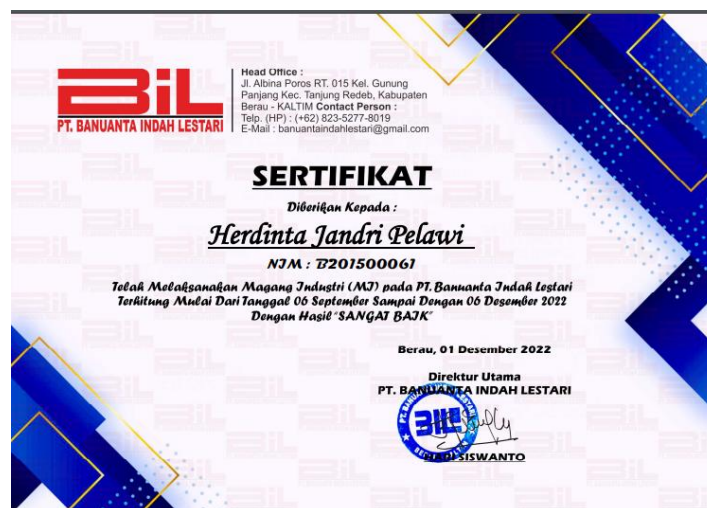 BiL
PT. BANUANTA INDAH LESTARI
Head Office :
Jl. Albina Poros RT. 015 Kel. Gunung
Panjang Kec. Tanjung Redeb, Kabupaten
Berau - KALTIM Contact Person :
Telp. (HP) : (+62) 823-5277-8019
E-Mail : banuantaindahlestari@gmail.com
SERTIFIKAT
Diberikan Kepada :
Herdinta Jandri Pelawi
NIM : B201500061
Telah Melaksanakan Magang Industri (MI) pada PT. Banuanta Indah Lestari
Terhitung Mulai Dari Tanggal 06 September Sampai Dengan 06 Desember 2022
Dengan Hasil "SANGAT BAIK"
Berau, 01 Desember 2022
Direktur Utama
PT. BANUANTA INDAH LESTARI
BiL
HADI SISWANTO